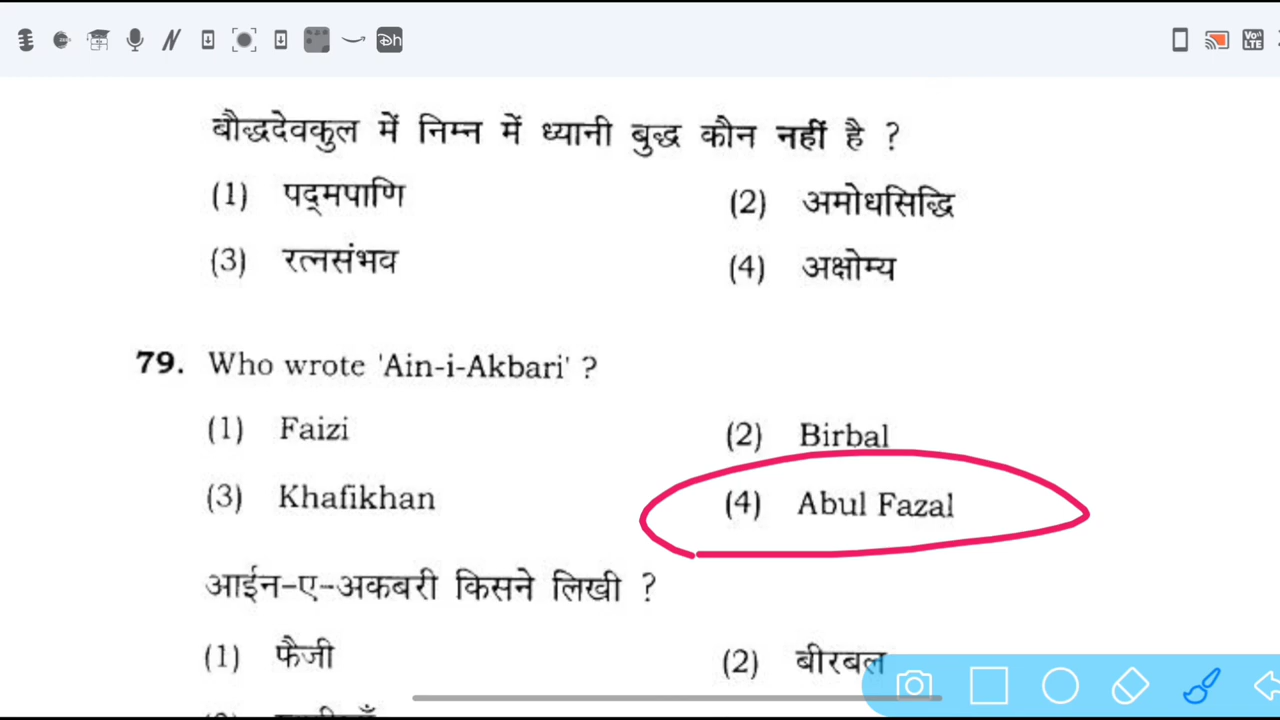 VoLTE
बौद्धदेवकुल में निम्न में ध्यानी बुद्ध कौन नहीं है ?
(1) पद्मपाणि (2) अमोधसिद्धि
(3) रत्नसंभव (4) अक्षोम्य
79. Who wrote 'Ain-i-Akbari' ?
(1) Faizi (2) Birbal
(3) Khafikhan (4) Abul Fazal
आईन-ए-अकबरी किसने लिखी ?
(1) फैजी (2) बीरबल